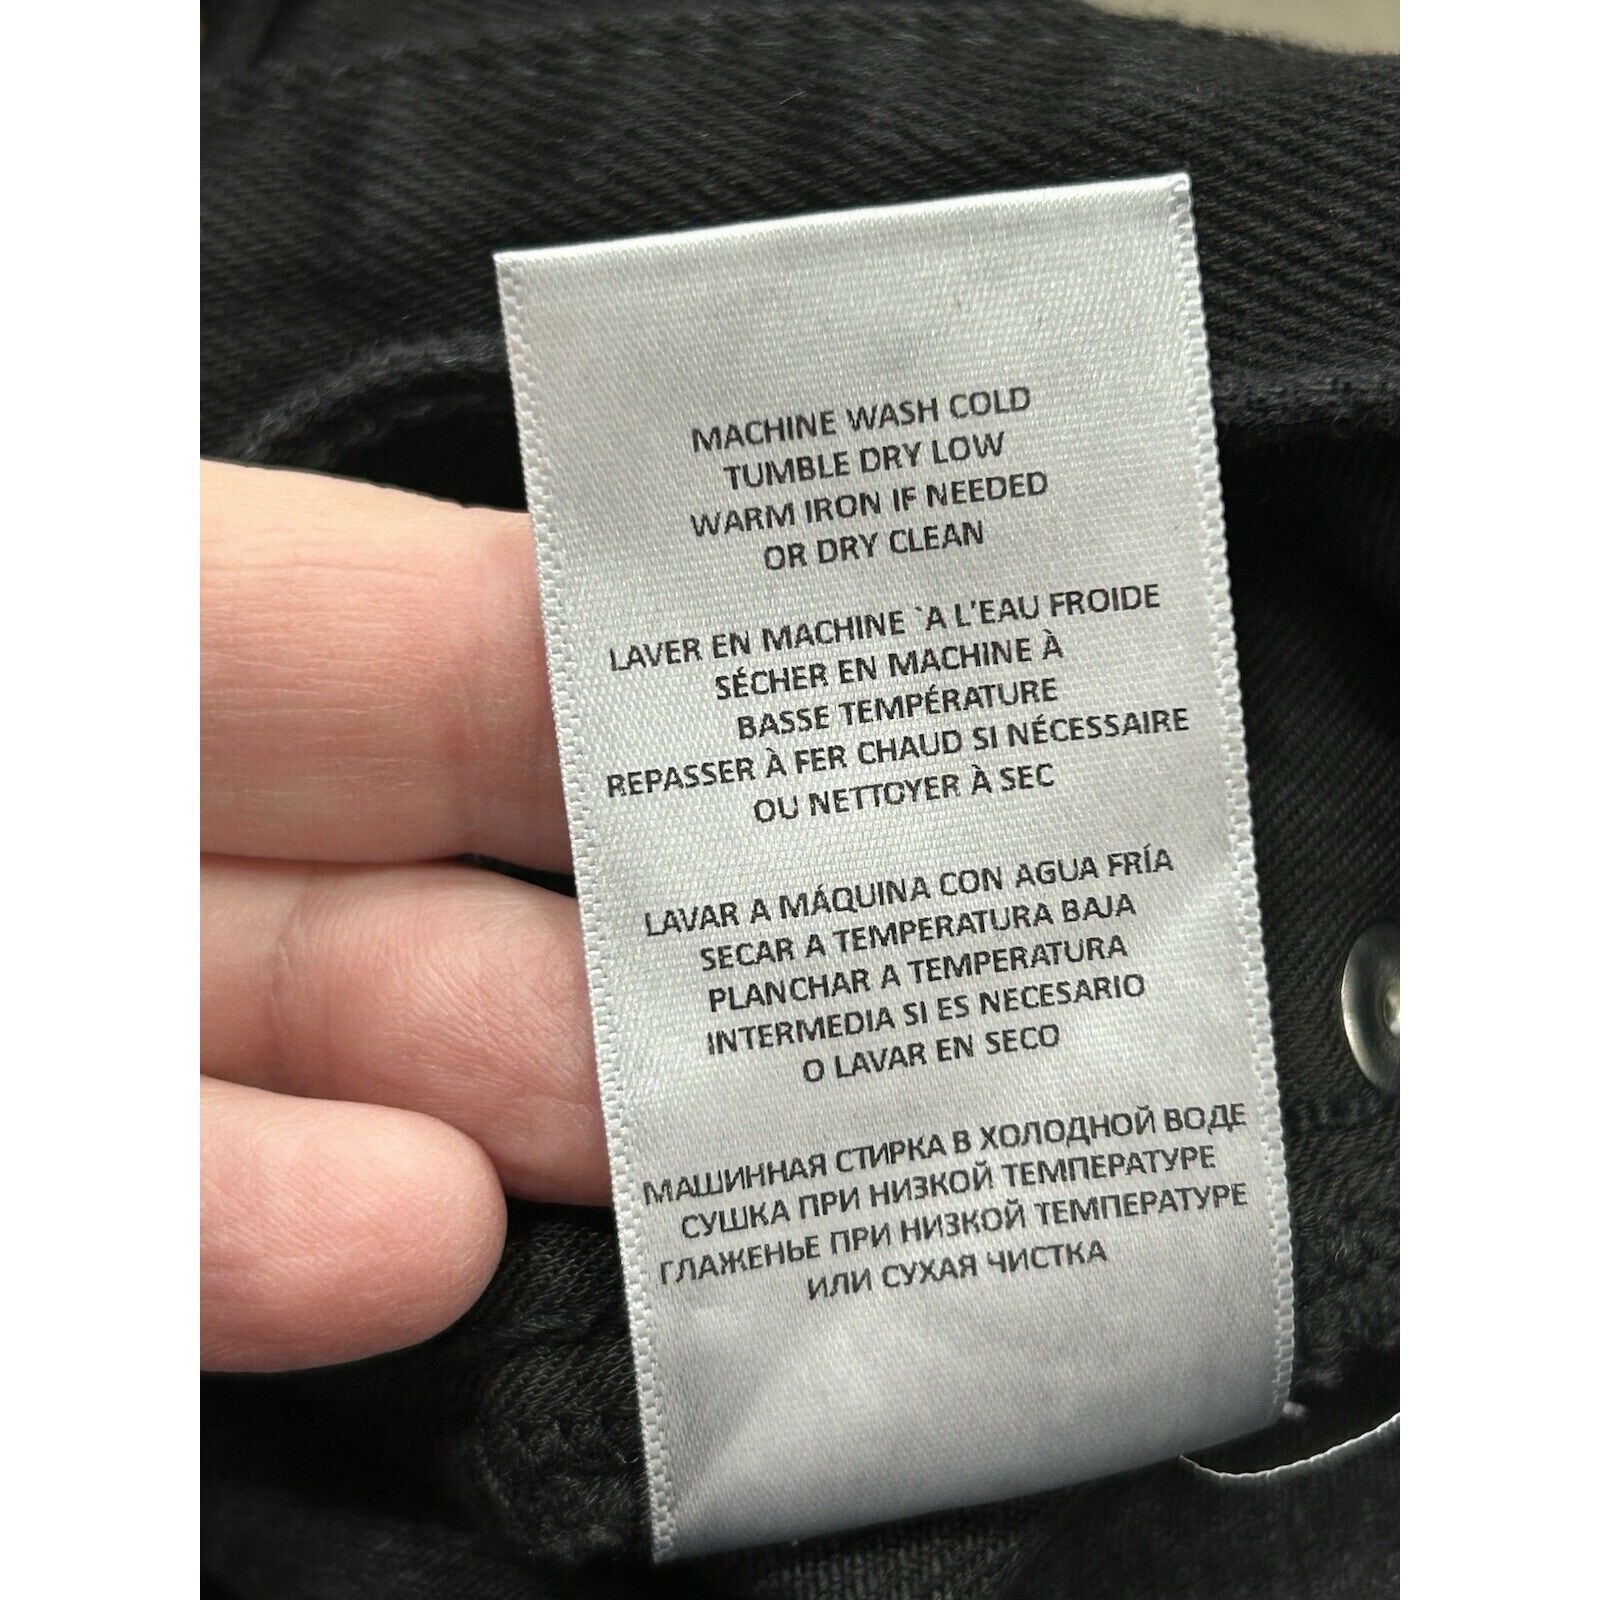 MACHINE WASH COLD
TUMBLE DRY LOW
WARM IRON IF NEEDED
OR DRY CLEAN
LAVER EN MACHINE `A L'EAU FROIDE
SÉCHER EN MACHINE À
BASSE TEMPÉRATURE
REPASSER À FER CHAUD SI NÉCESSAIRE
OU NETTOYER À SEC
LAVAR A MÁQUINA CON AGUA FRÍA
SECAR A TEMPERATURA BAJA
PLANCHAR A TEMPERATURA
INTERMEDIA SI ES NECESARIO
O LAVAR EN SECO
МАШИННАЯ СТИРКА В ХОЛОДНОЙ ВОДЕ
СУШКА ПРИ НИЗКОЙ ТЕМПЕРАТУРЕ
ГЛАЖЕНЬЕ ПРИ НИЗКОЙ ТЕМПЕРАТУРЕ
ИЛИ СУХАЯ ЧИСТКА